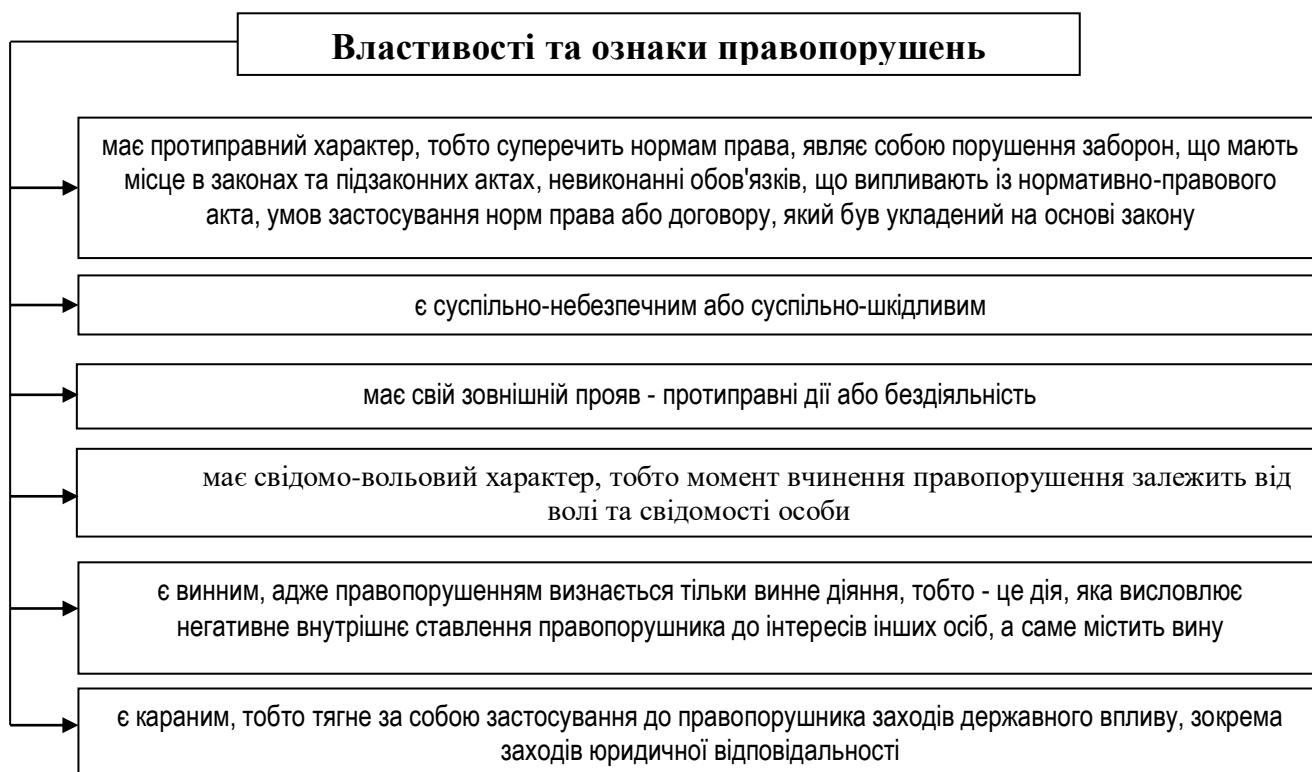 Властивості та ознаки правопорушень
має протиправний характер, тобто суперечить нормам права, являє собою порушення заборон, що мають
місце в законах та підзаконних актах, невиконанні обов'язків, що випливають із нормативно-правового
акта, умов застосування норм права або договору, який був укладений на основі закону
є суспільно-небезпечним або суспільно-шкідливим
має свій зовнішній прояв - протиправні дії або бездіяльність
має свідомо-вольовий характер, тобто момент вчинення правопорушення залежить від
волі та свідомості особи
є винним, адже правопорушенням визнається тільки винне діяння, тобто - це дія, яка висловлює
негативне внутрішнє ставлення правопорушника до інтересів інших осіб, а саме містить вину
є караним, тобто тягне за собою застосування до правопорушника заходів державного впливу, зокрема
заходів юридичної відповідальності